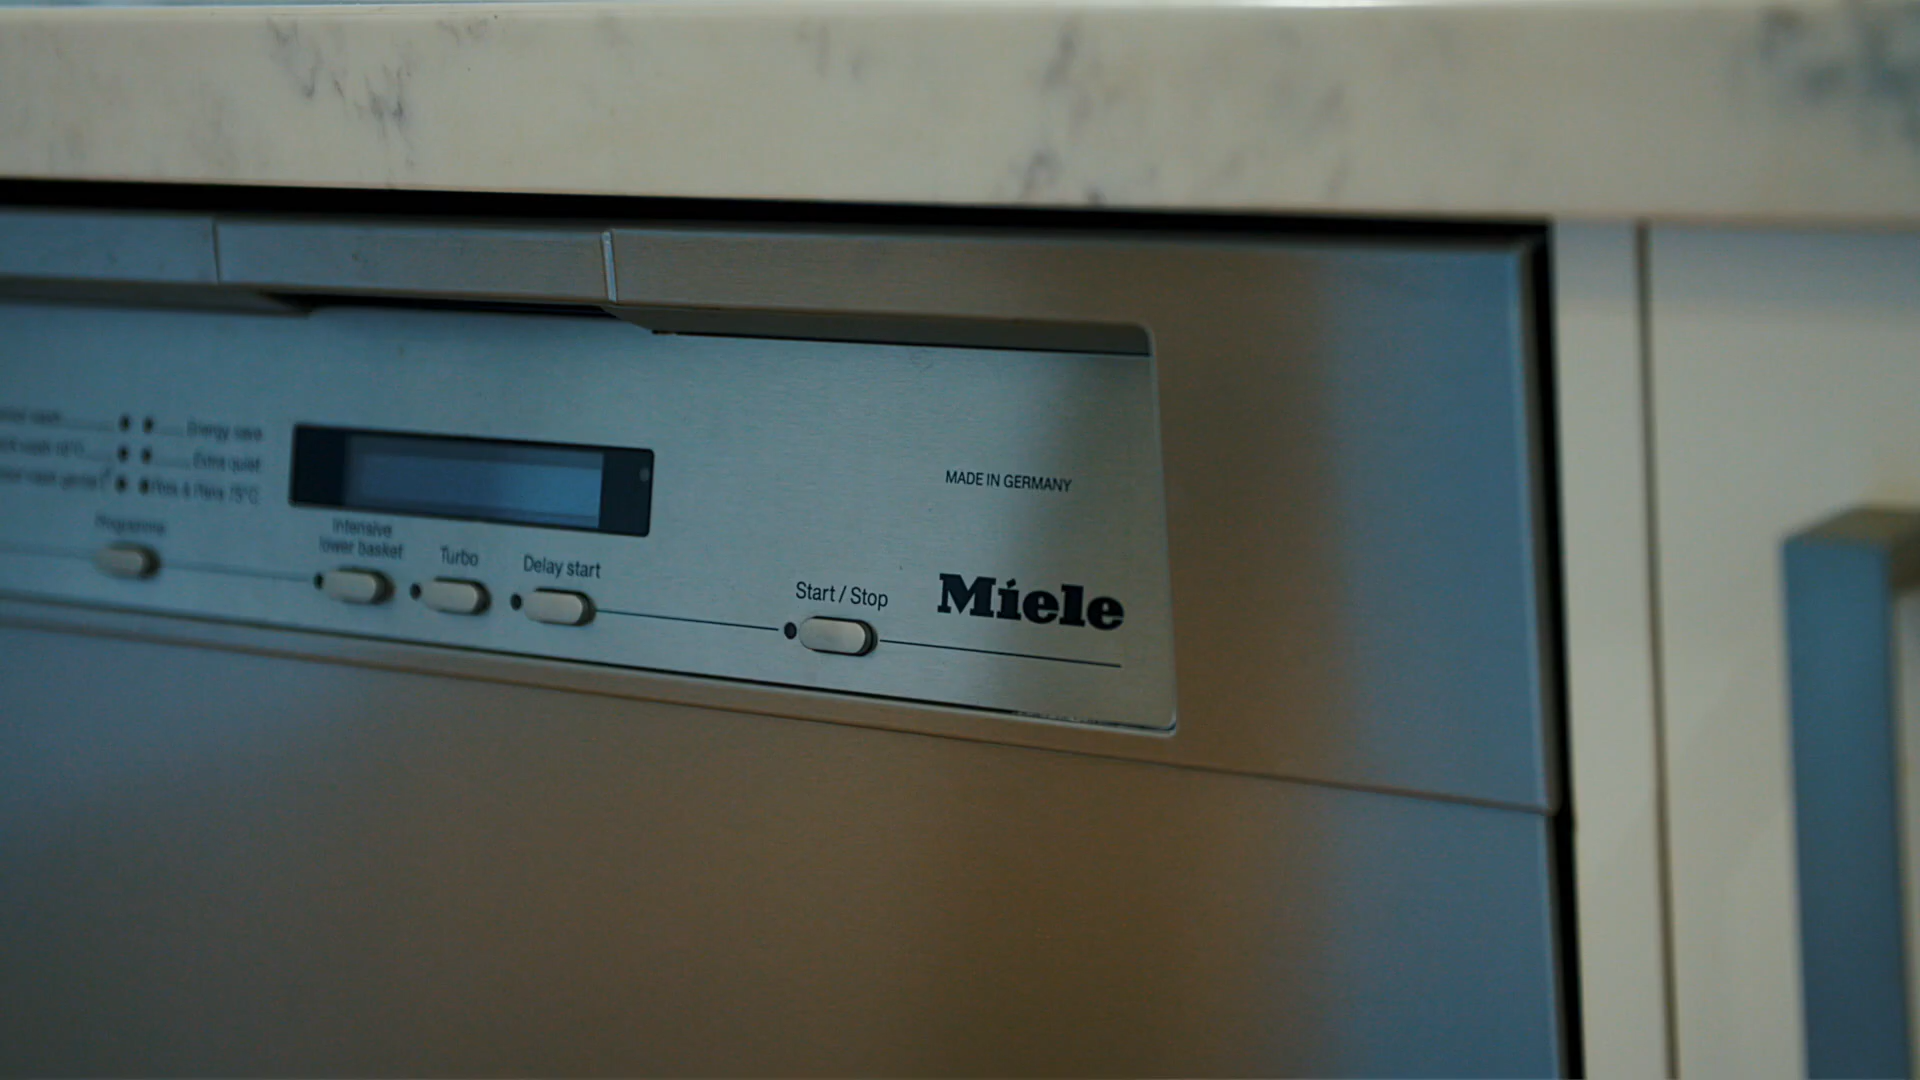 Energy save
Extra quiet
Pots & Pans 75°C
Programme
Intensive
lower basket
Turbo
Delay start
Start / Stop
MADE IN GERMANY
Miele